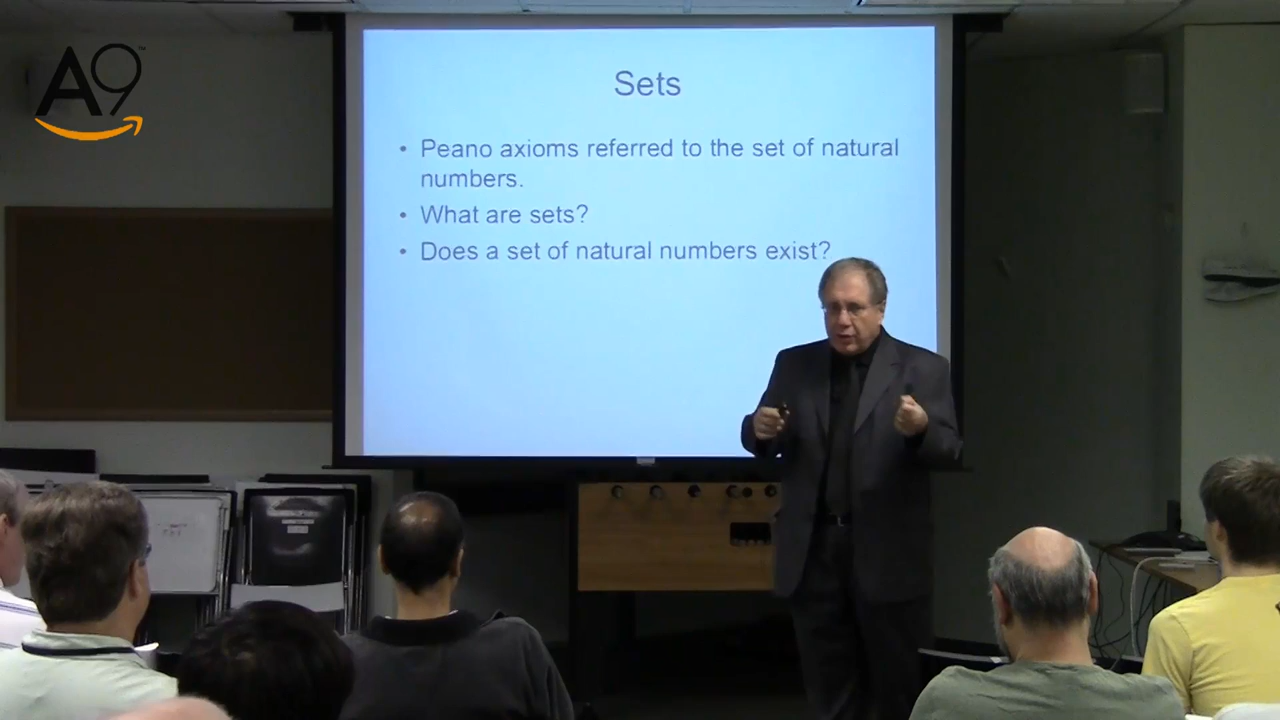 A9™
Sets
• Peano axioms referred to the set of natural
numbers.
• What are sets?
• Does a set of natural numbers exist?